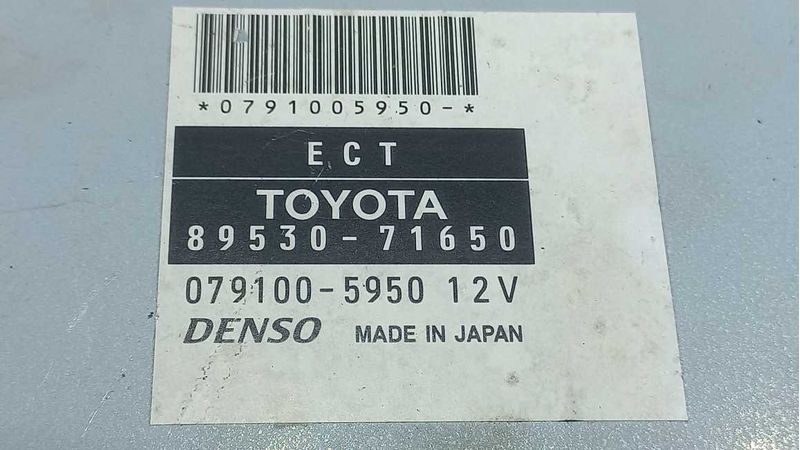 *0791005950-*
ECT
TOYOTA
89530-71650
079100-5950 12V
DENSO MADE IN JAPAN